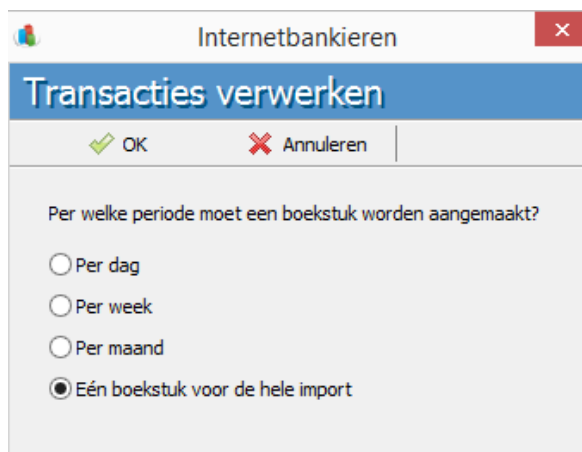 Internetbankieren
Transacties verwerken
OK Annuleren
Per welke periode moet een boekstuk worden aangemaakt?
Per dag
Per week
Per maand
Eén boekstuk voor de hele import